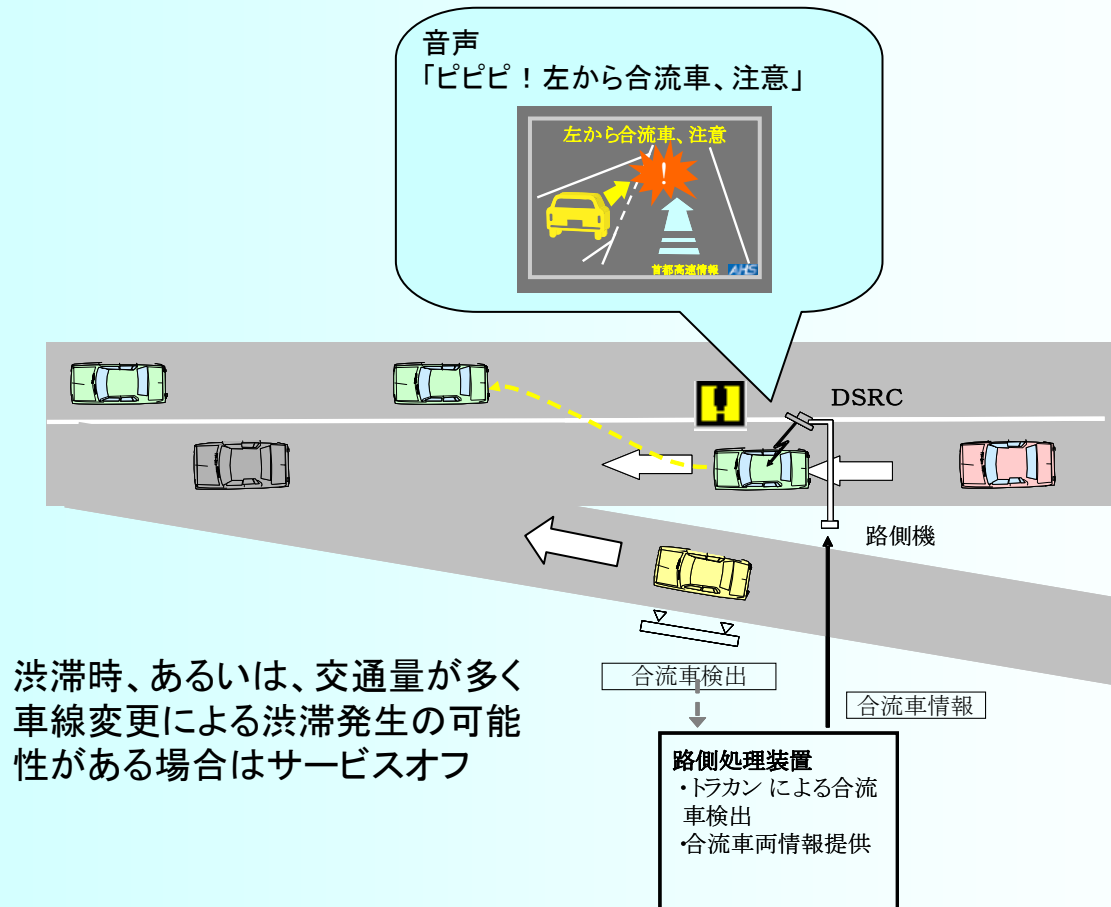 音声
「ピピピ！左から合流車、注意」
左から合流車、注意
!
首都高速情報 AHS
DSRC
路側機
合流車検出
合流車情報
渋滞時、あるいは、交通量が多く
車線変更による渋滞発生の可能
性がある場合はサービスオフ
路側処理装置
・トラカン による合流
車検出
・合流車両情報提供